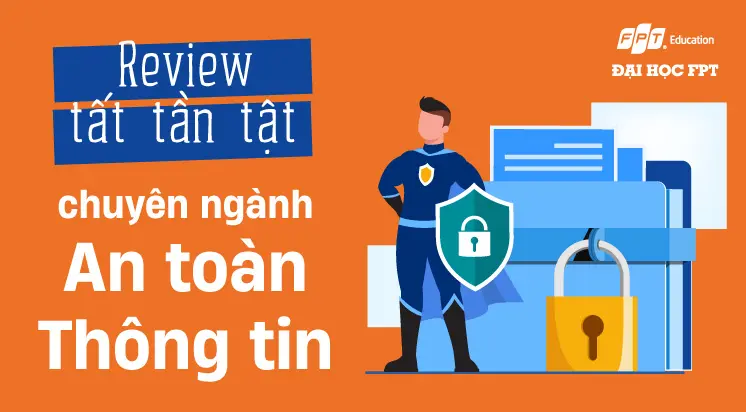 Review
tất tần tật
chuyên ngành
An toàn
Thông tin
FPT Education
ĐẠI HỌC FPT